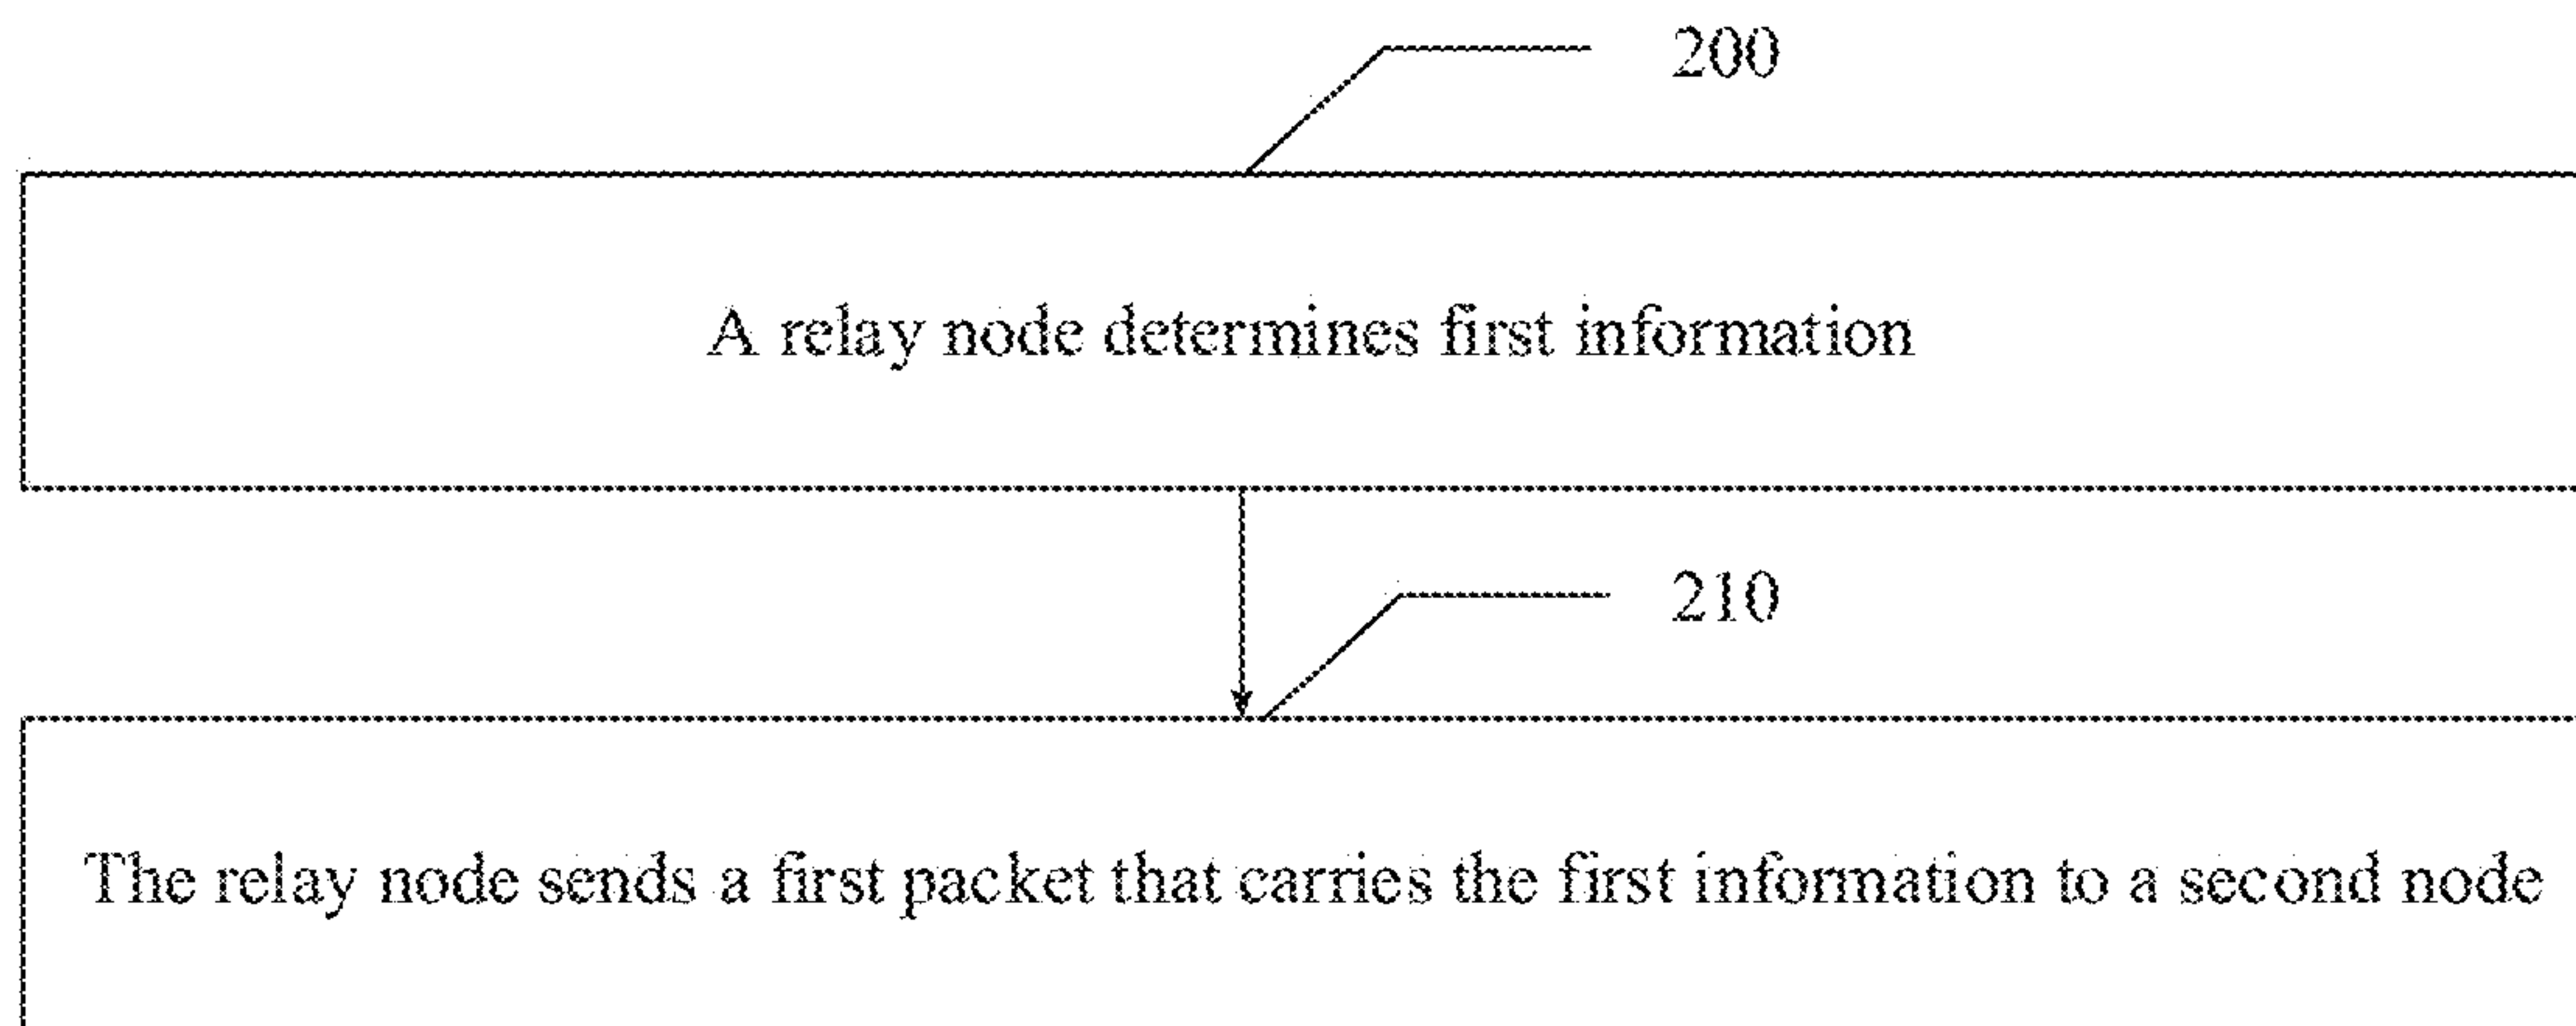 200
A relay node determines first information
210
The relay node sends a first packet that carries the first information to a second node